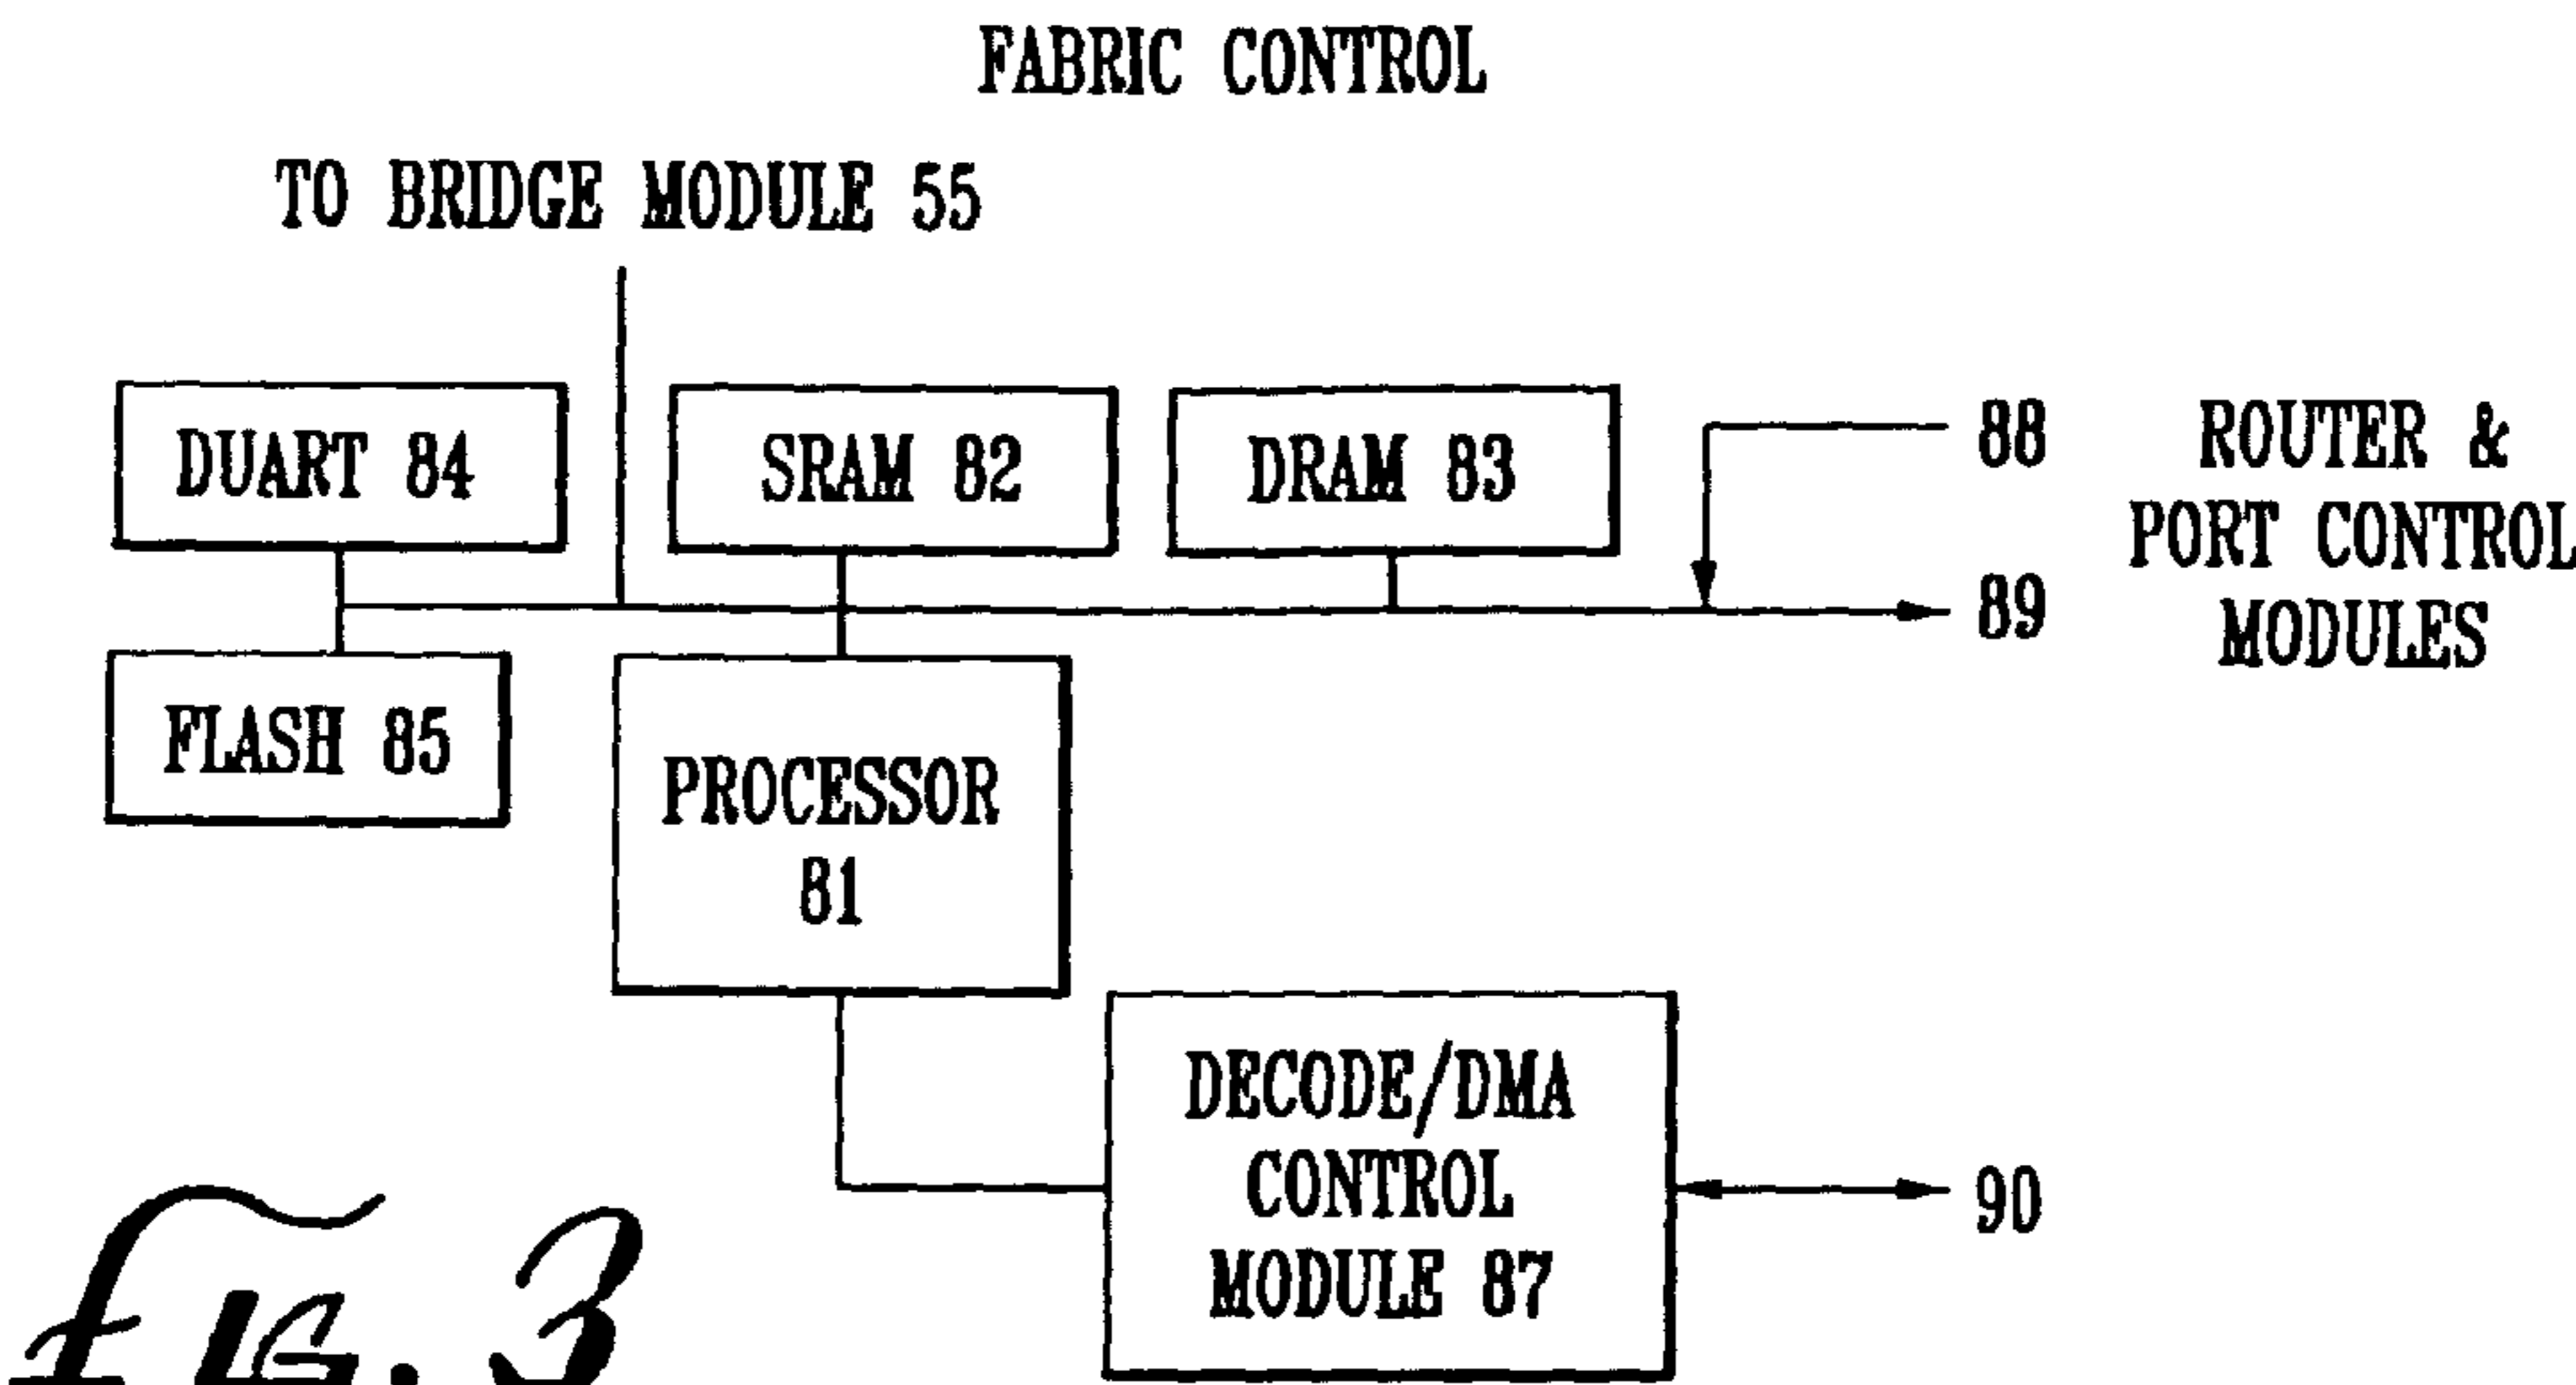 FABRIC CONTROL
TO BRIDGE MODULE 55
DUART 84
SRAM 82
DRAM 83
88
ROUTER &
PORT CONTROL
MODULES
89
FLASH 85
PROCESSOR
81
DECODE/DMA
CONTROL
MODULE 87
90
FIG. 3